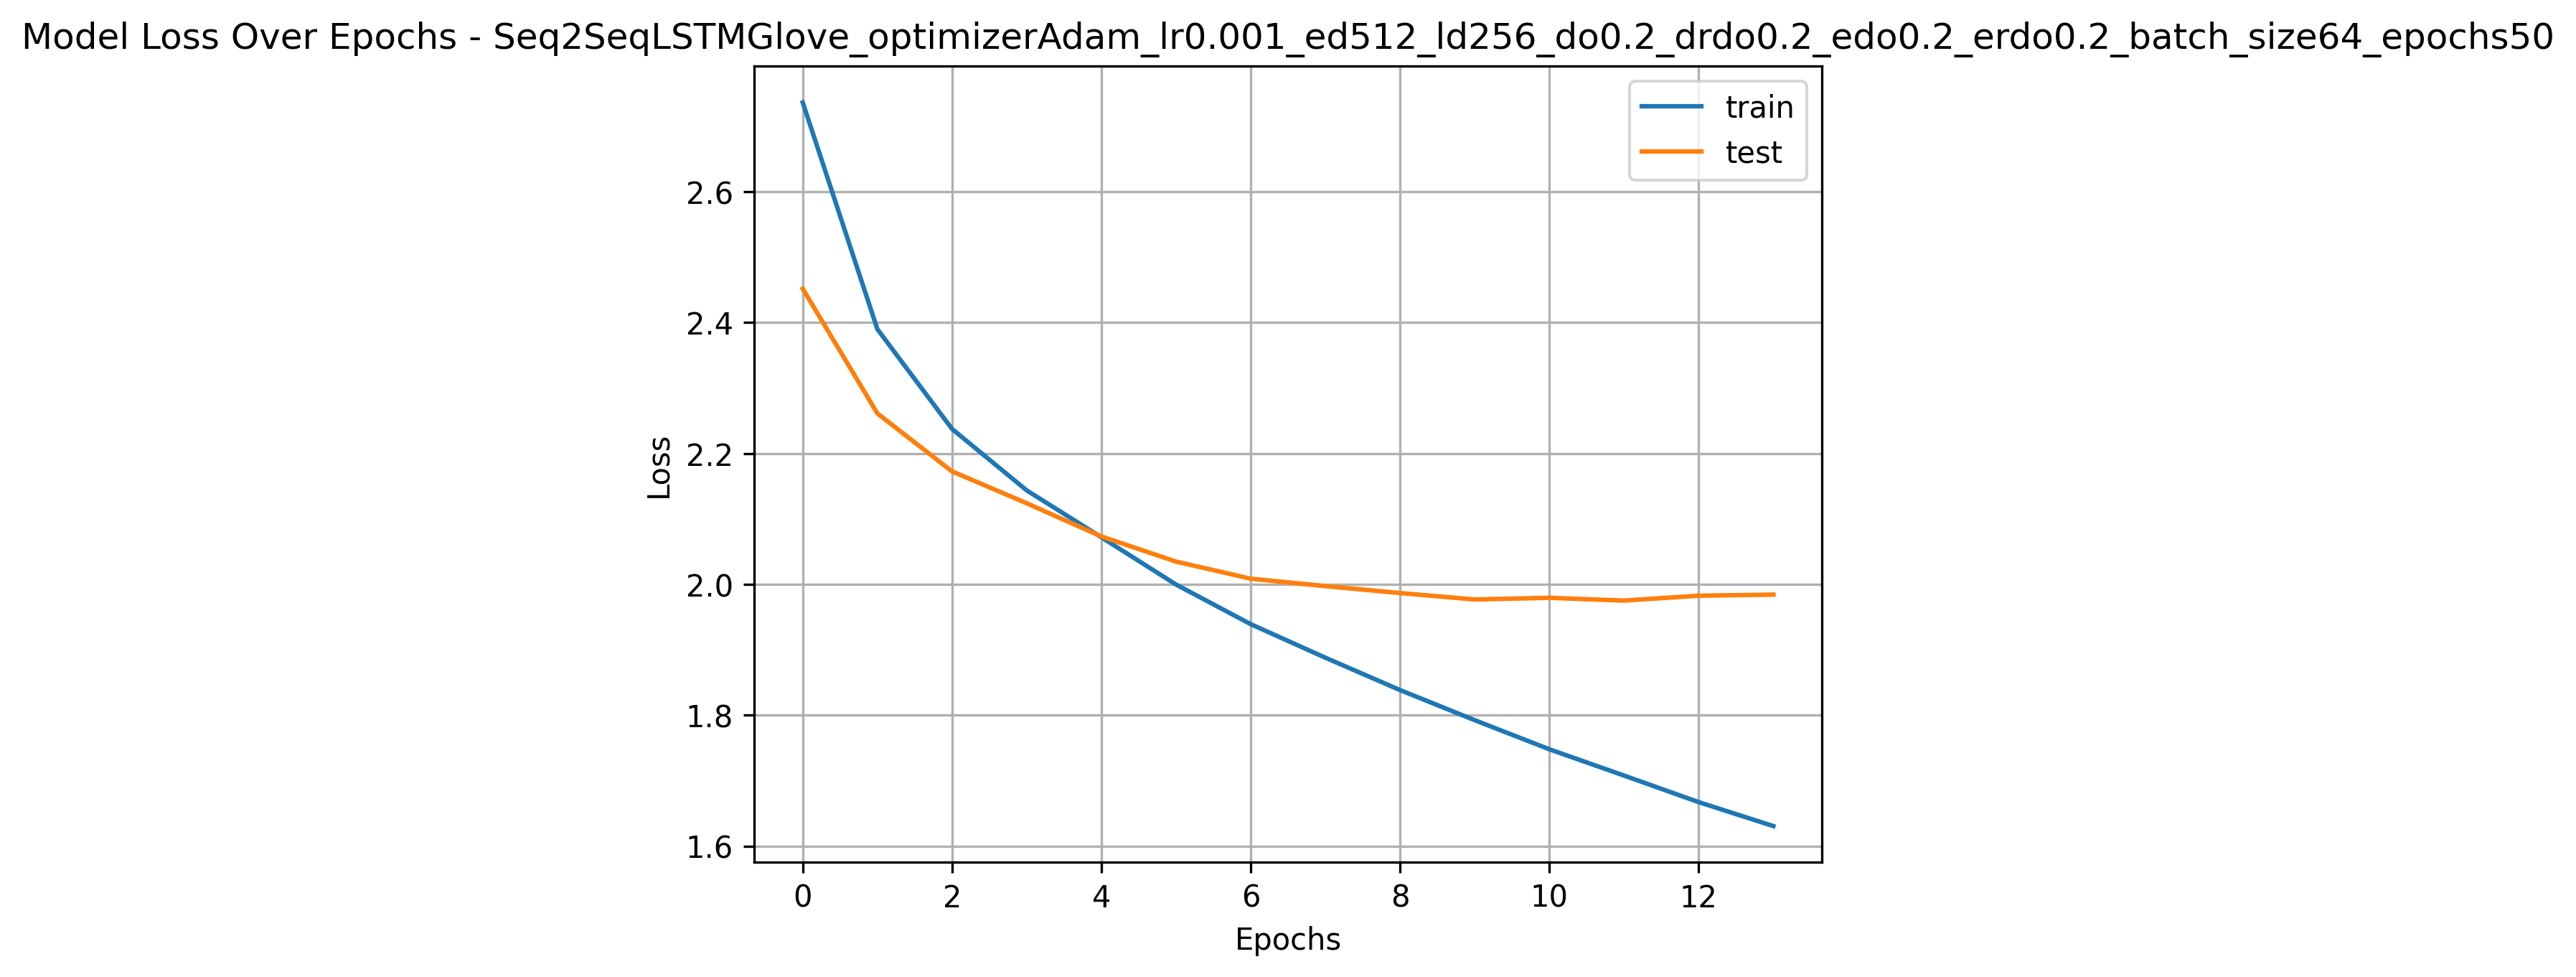 Model Loss Over Epochs - Seq2SeqLSTMGlove_optimizerAdam_lr0.001_ed512_ld256_do0.2_drdo0.2_edo0.2_erdo0.2_batch_size64_epochs50
train
test
2.6
2.4
2.2
2.0
1.8
1.6
Loss
0 2 4 6 8 10 12
Epochs